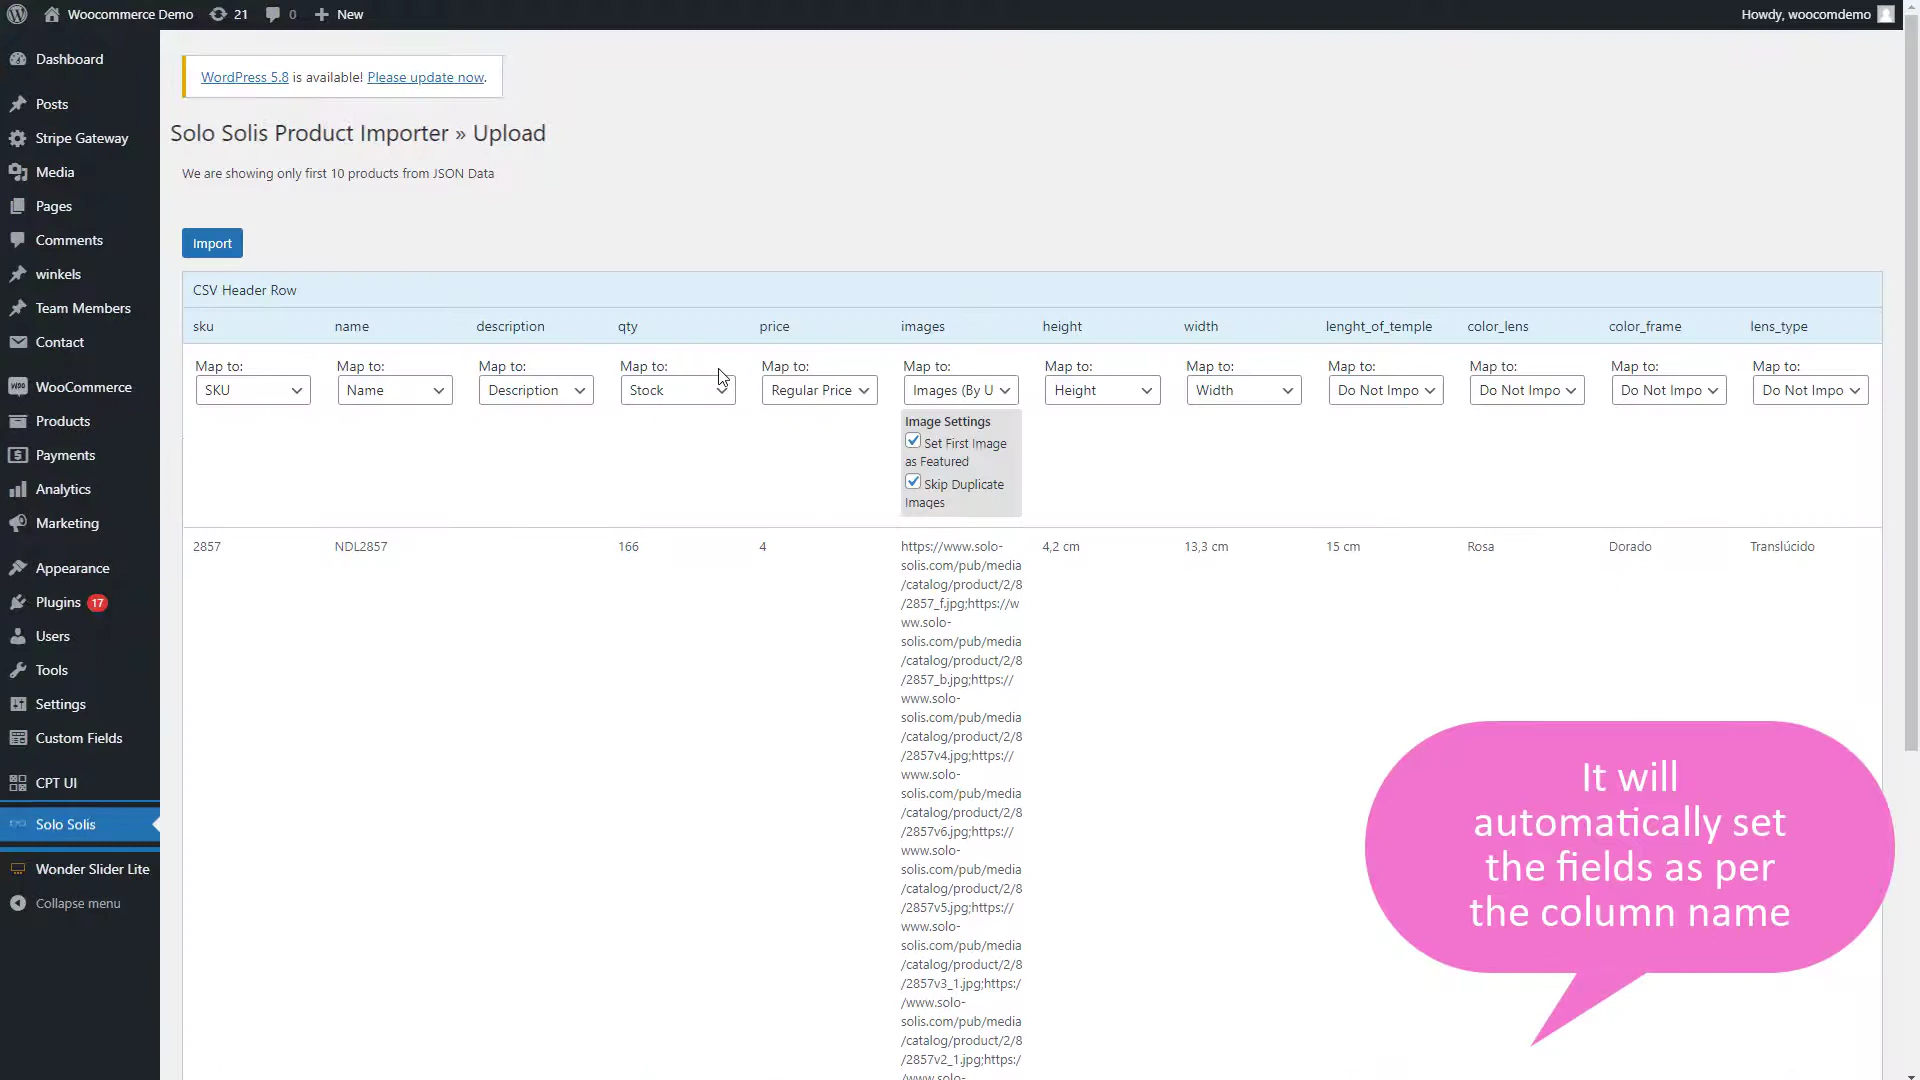 Woocommerce Demo 21 0 New Howdy, woocomdemo
Dashboard
Posts
Stripe Gateway
Media
Pages
Comments
winkels
Team Members
Contact
WooCommerce
Products
Payments
Analytics
Marketing
Appearance
Plugins 17
Users
Tools
Settings
Custom Fields
CPT UI
Solo Solis
Wonder Slider Lite
Collapse menu
WordPress 5.8 is available! Please update now.
Solo Solis Product Importer » Upload
We are showing only first 10 products from JSON Data
Import
CSV Header Row
sku name description qty price images height width lenght_of_temple color_lens color_frame lens_type
Map to: Map to: Map to: Map to: Map to: Map to: Map to: Map to: Map to: Map to: Map to: Map to:
SKU Name Description Stock Regular Price Images (By U Height Width Do Not Impo Do Not Impo Do Not Impo Do Not Impo
Image Settings
Set First Image
as Featured
Skip Duplicate
Images
2857 NDL2857 166 4 https://www.solo- 4,2 cm 13,3 cm 15 cm Rosa Dorado Translúcido
solis.com/pub/media
/catalog/product/2/8
/2857_f.jpg;https://w
ww.solo-
solis.com/pub/media
/catalog/product/2/8
/2857_b.jpg;https://
www.solo-
solis.com/pub/media
/catalog/product/2/8
/2857v4.jpg;https://
www.solo-
solis.com/pub/media
/catalog/product/2/8
/2857v6.jpg;https://
www.solo-
solis.com/pub/media
/catalog/product/2/8
/2857v5.jpg;https://
www.solo-
solis.com/pub/media
/catalog/product/2/8
/2857v3_1.jpg;https:/
/www.solo-
solis.com/pub/media
/catalog/product/2/8
/2857v2_1.jpg;https:/
/www.solo-
It will
automatically set
the fields as per
the column name